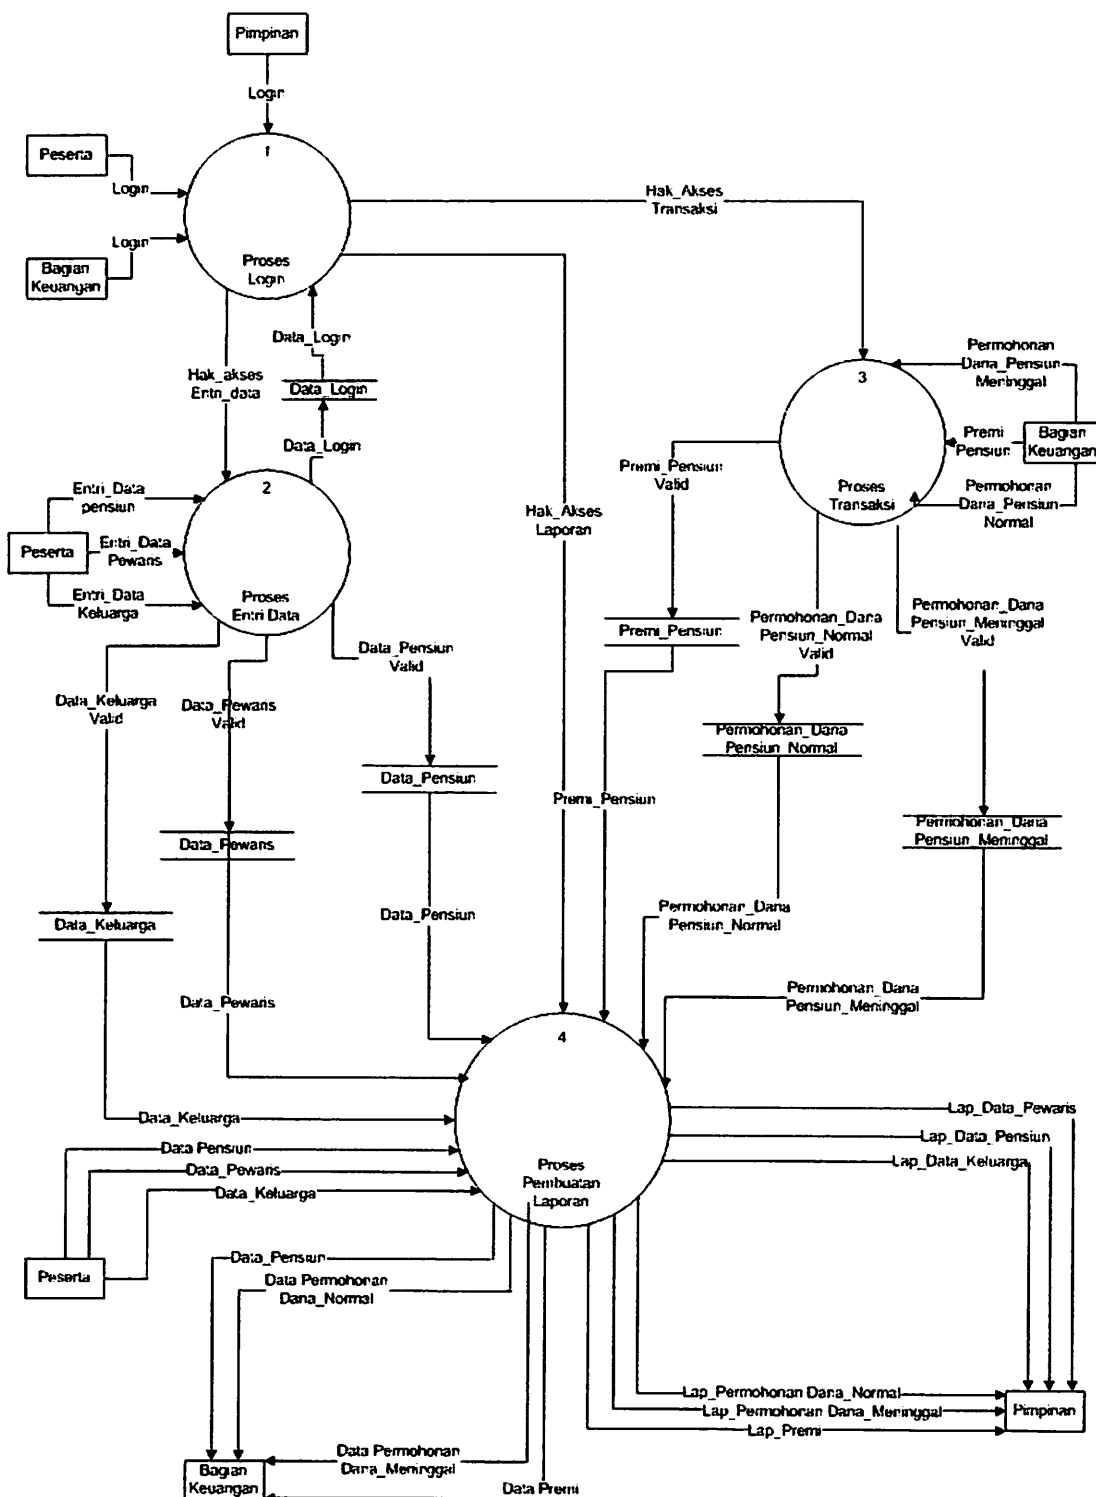 Pimpinan
Login
1
Peserta
Login
Hak_Akses
Transaksi
Login
Bagian
Keuangan
Proses
Login
Data_Login
Hak_akses
Entri_data
Data_Login
Data_Login
Permohonan
Dana_Pensiun
Meninggal
3
Premi
Pensiun
Bagian
Keuangan
Premi_Pensiun
Valid
Proses
Transaksi
Permohonan
Dana_Pensiun
Normal
2
Entri_Data
pensiun
Hak_Akses
Laporan
Peserta
Entri_Data
Pewaris
Entri_Data
Keluarga
Proses
Entri Data
Premi_Pensiun
Permohonan_Dana
Pensiun_Normal
Valid
Permohonan_Dana
Pensiun_Meninggal
Valid
Data_Pensiun
Valid
Data_Keluarga
Valid
Data_Pewaris
Valid
Permohonan_Dana
Pensiun_Normal
Data_Pensiun
Premi_Pensiun
Permohonan_Dana
Pensiun_Meninggal
Data_Pewaris
Data_Keluarga
Data_Pensiun
Permohonan_Dana
Pensiun_Normal
Data_Pewaris
Permohonan_Dana
Pensiun_Meninggal
4
Data_Keluarga
Lap_Data_Pewaris
Data Pensiun
Lap_Data_Pensiun
Data_Pewaris
Lap_Data_Keluarga
Data_Keluarga
Proses
Pembuatan
Laporan
Peserta
Data_Pensiun
Data Permohonan
Dana_Normal
Lap_Permohonan Dana_Normal
Lap_Permohonan Dana_Meninggal
Lap_Premi
Pimpinan
Data Permohonan
Dana_Meninggal
Bagian
Keuangan
Data Premi